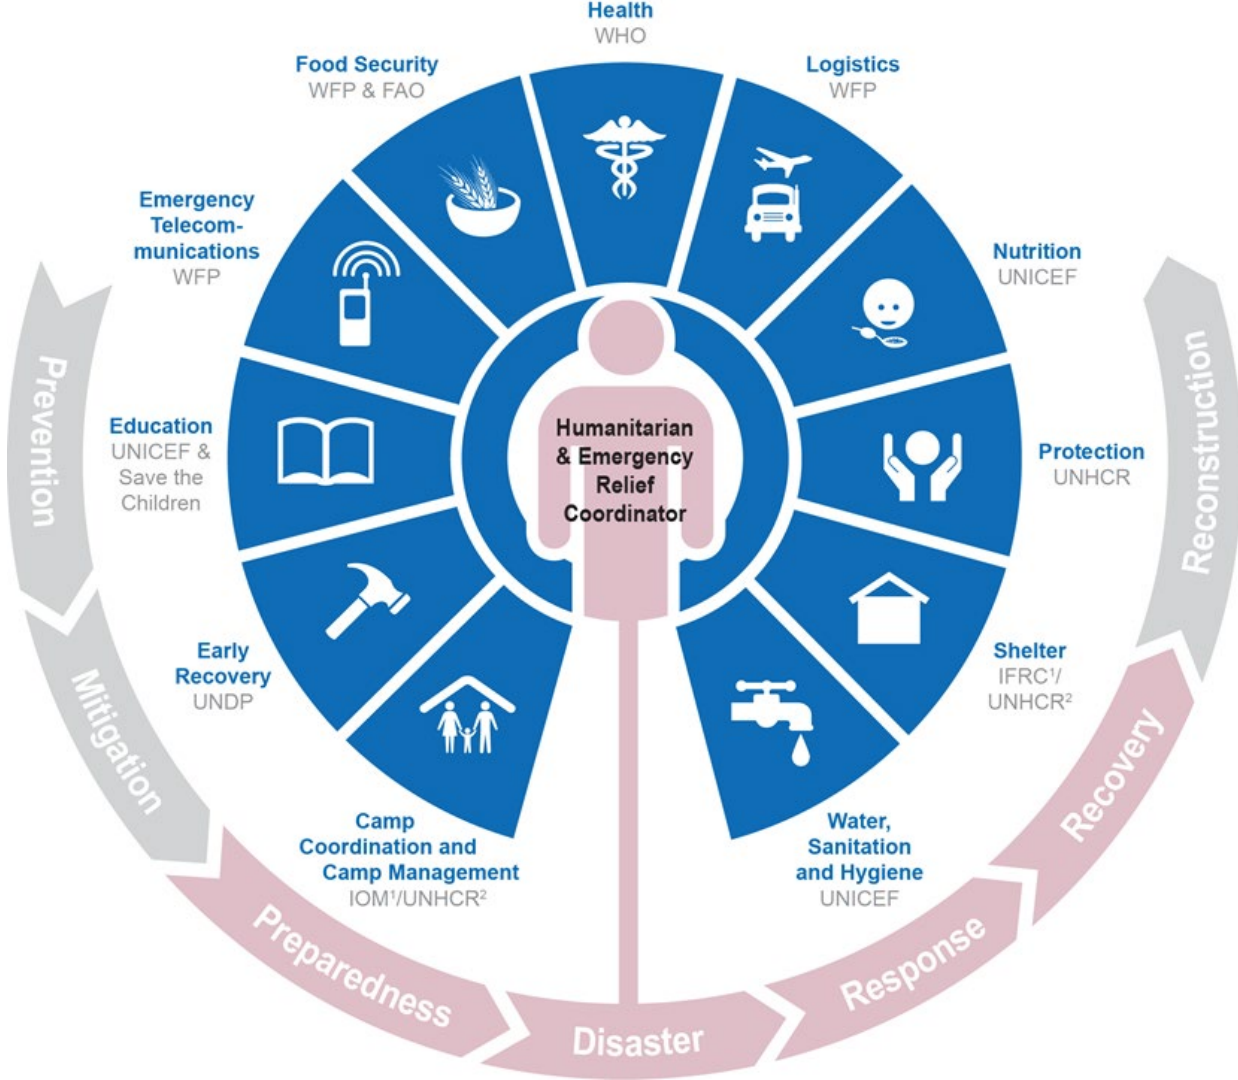 Health
WHO
Logistics
WFP
Nutrition
UNICEF
Protection
UNHCR
Shelter
IFRC¹/
UNHCR²
Water,
Sanitation
and Hygiene
UNICEF
Camp
Coordination and
Camp Management
IOM¹/UNHCR²
Early
Recovery
UNDP
Education
UNICEF &
Save the
Children
Emergency
Telecom-
munications
WFP
Food Security
WFP & FAO
Humanitarian
& Emergency
Relief
Coordinator
Prevention
Mitigation
Preparedness
Disaster
Response
Recovery
Reconstruction